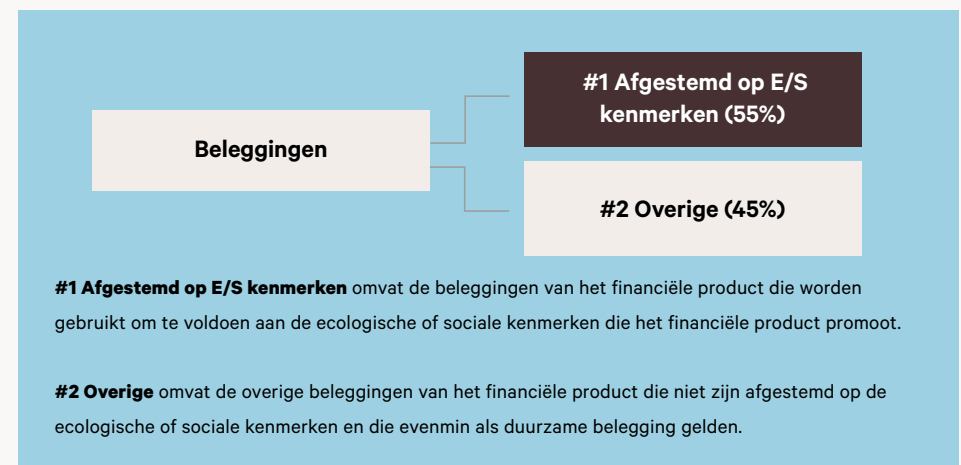 #1 Afgestemd op E/S
kenmerken (55%)
Beleggingen
#2 Overige (45%)
#1 Afgestemd op E/S kenmerken omvat de beleggingen van het financiële product die worden
gebruikt om te voldoen aan de ecologische of sociale kenmerken die het financiële product promoot.
#2 Overige omvat de overige beleggingen van het financiële product die niet zijn afgestemd op de
ecologische of sociale kenmerken en die evenmin als duurzame belegging gelden.